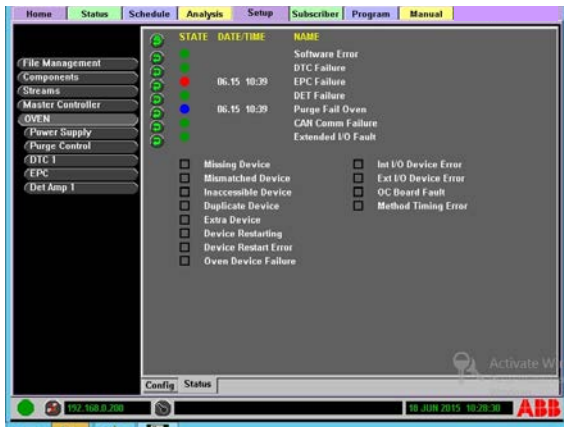 Home Status Schedule Analysis Setup Subscriber Program Manual
STATE DATE/TIME NAME
Software Error
DTC Failure
06.15 10:39 EPC Failure
DET Failure
06.15 10:39 Purge Fail Oven
CAN Comm Failure
Extended I/O Fault
File Management
Components
Streams
Master Controller
OVEN
Power Supply
Purge Control
DTC 1
EPC
Det Amp 1
Missing Device
Mismatched Device
Inaccessible Device
Duplicate Device
Extra Device
Device Restarting
Device Restart Error
Oven Device Failure
Int I/O Device Error
Ext I/O Device Error
OC Board Fault
Method Timing Error
Activate W
Config Status
192.168.0.200
18 JUN 2015 10:28:30 ABB